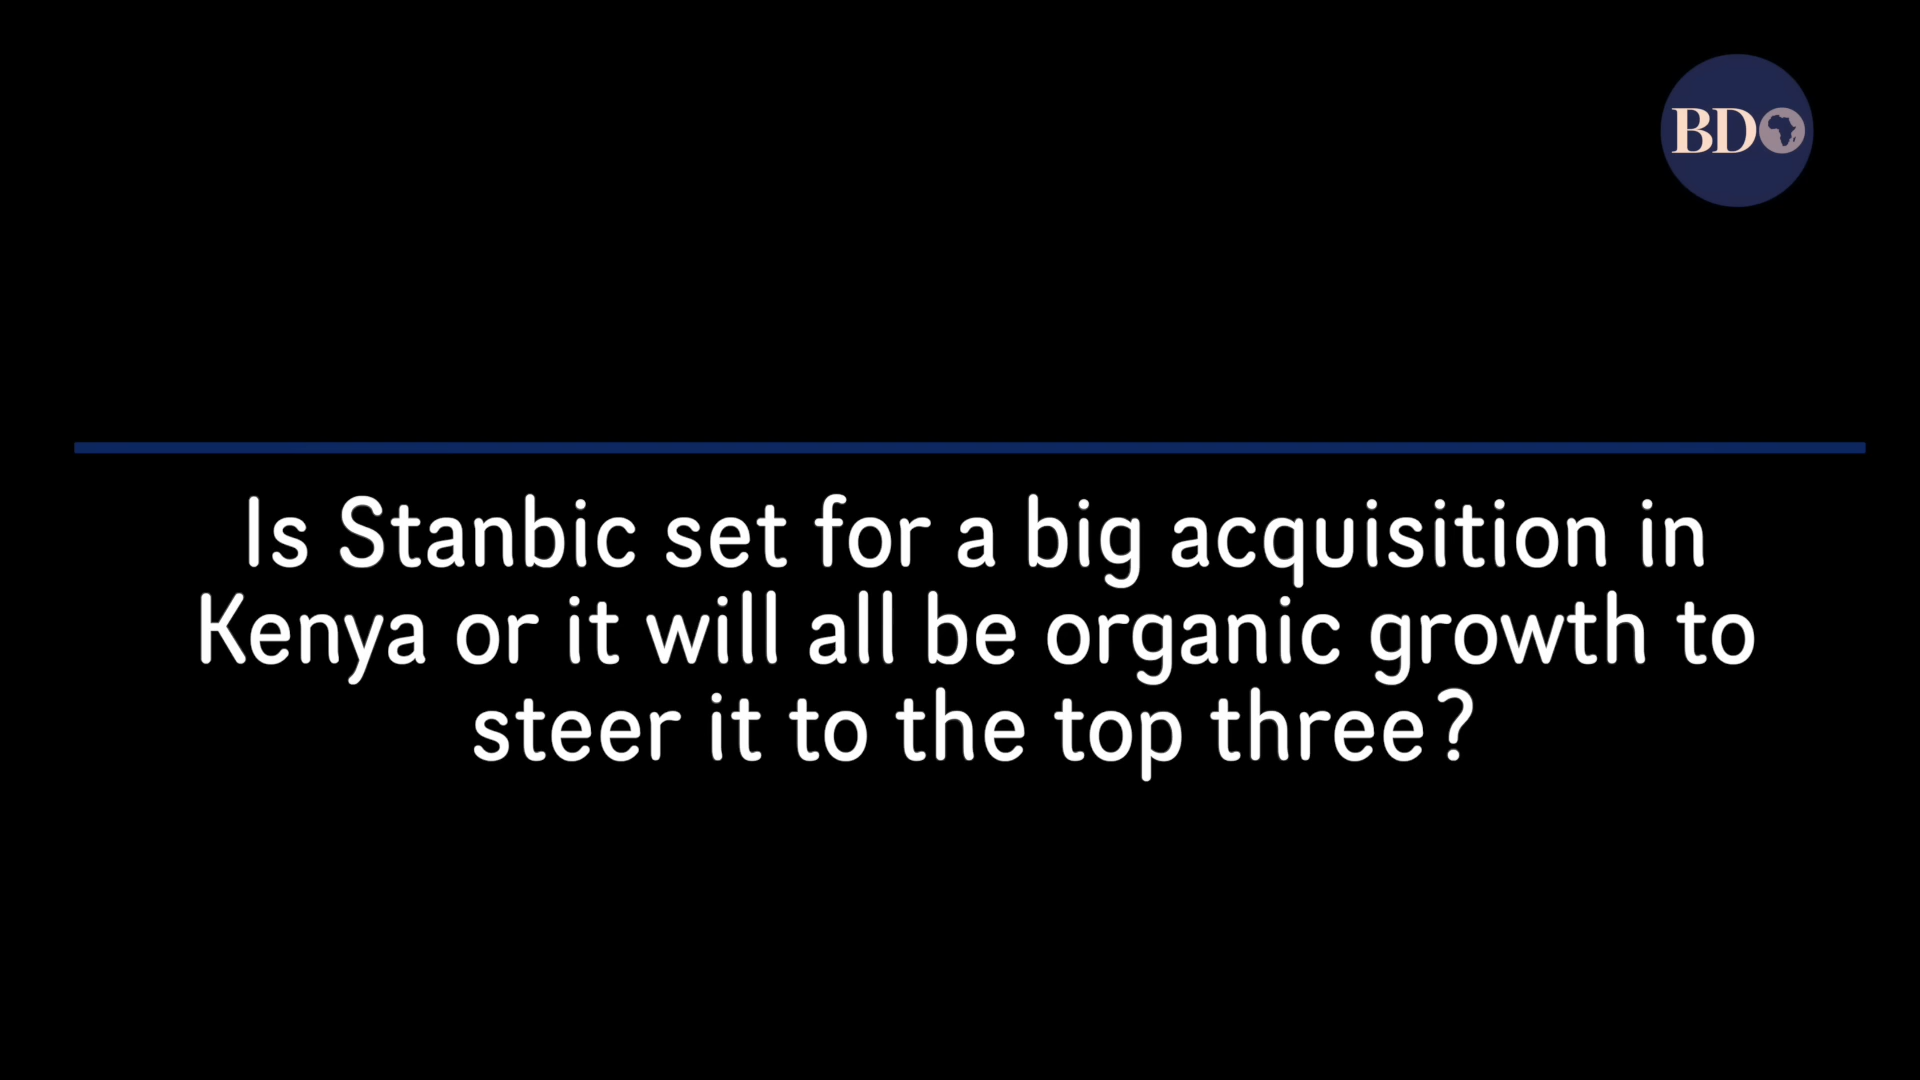 BD
Is Stanbic set for a big acquisition in
Kenya or it will all be organic growth to
steer it to the top three?